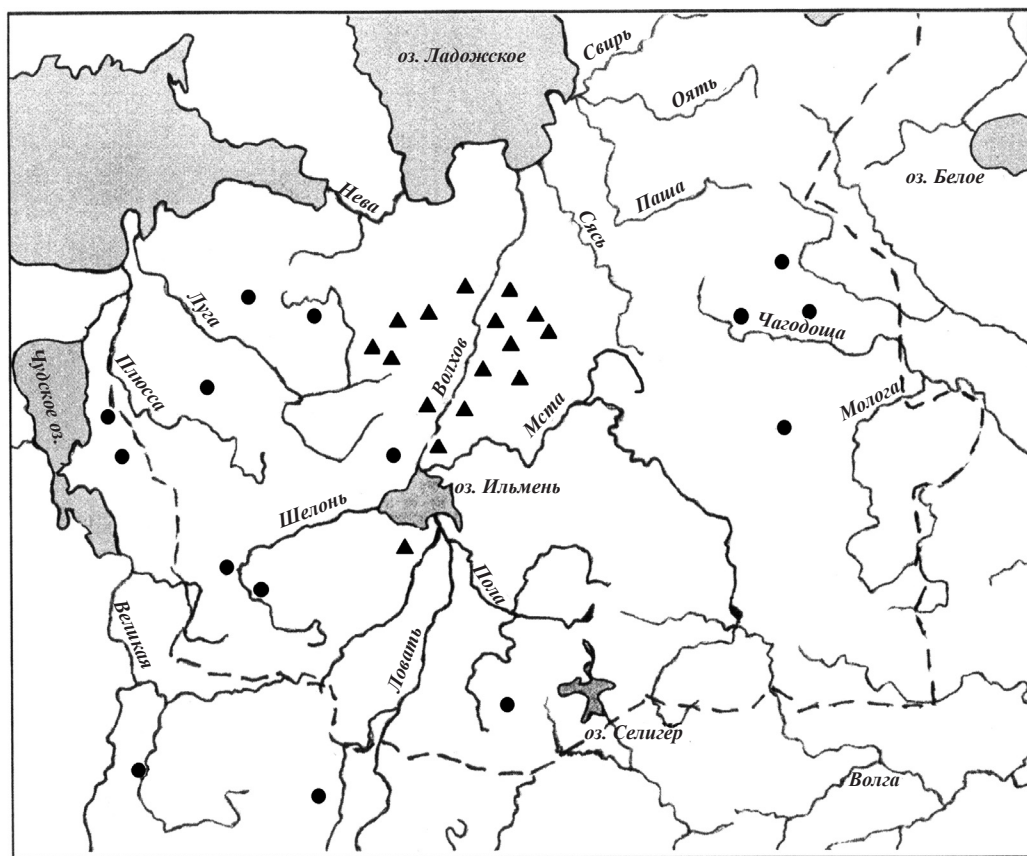 оз. Ладожское
Свирь
Оять
оз. Белое
Нева
Паша
Сясь
Луга
Чагодоща
Волхов
Чудское оз.
Плюсса
Молога
Мста
оз. Ильмень
Шелонь
Пола
Великая
Ловать
оз. Селигер
Волга